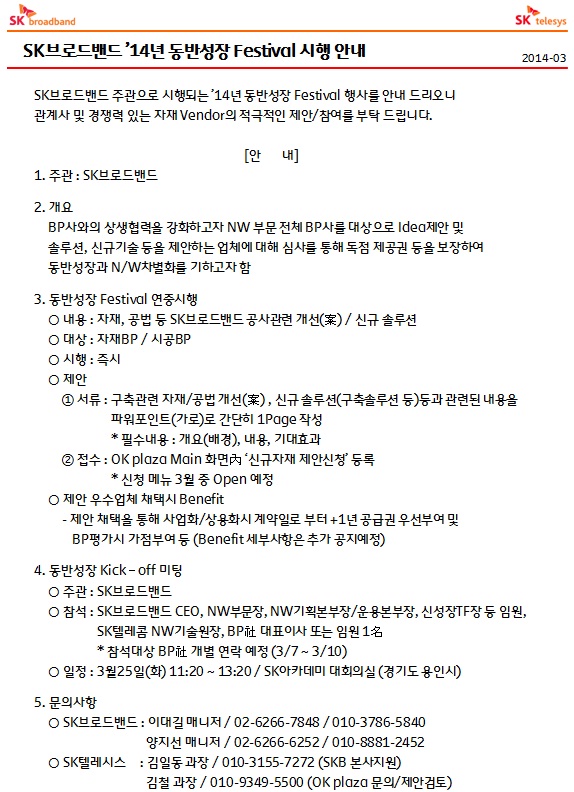 SK broadband
SK telesys
SK브로드밴드 ’14년 동반성장 Festival 시행 안내
2014-03
SK브로드밴드 주관으로 시행되는 ’14년 동반성장 Festival 행사를 안내 드리오니
관계사 및 경쟁력 있는 자재 Vendor의 적극적인 제안/참여를 부탁 드립니다.
[안 내]
1. 주관 : SK브로드밴드
2. 개요
BP사와의 상생협력을 강화하고자 NW 부문 전체 BP사를 대상으로 Idea제안 및
솔루션, 신규기술 등을 제안하는 업체에 대해 심사를 통해 독점 제공권 등을 보장하여
동반성장과 N/W차별화를 기하고자 함
3. 동반성장 Festival 연중시행
○ 내용 : 자재, 공법 등 SK브로드밴드 공사관련 개선(案) / 신규 솔루션
○ 대상 : 자재BP / 시공BP
○ 시행 : 즉시
○ 제안
① 서류 : 구축관련 자재/공법 개선(案) , 신규 솔루션(구축솔루션 등)등과 관련된 내용을
파워포인트(가로)로 간단히 1Page 작성
* 필수내용 : 개요(배경), 내용, 기대효과
② 접수 : OK plaza Main 화면內 ‘신규자재 제안신청’ 등록
* 신청 메뉴 3월 중 Open 예정
○ 제안 우수업체 채택시 Benefit
- 제안 채택을 통해 사업화/상용화시 계약일로 부터 +1년 공급권 우선부여 및
BP평가시 가점부여 등 (Benefit 세부사항은 추가 공지예정)
4. 동반성장 Kick – off 미팅
○ 주관 : SK브로드밴드
○ 참석 : SK브로드밴드 CEO, NW부문장, NW기획본부장/운용본부장, 신성장TF장 등 임원,
SK텔레콤 NW기술원장, BP社 대표이사 또는 임원 1名
* 참석대상 BP社 개별 연락 예정 (3/7 ~ 3/10)
○ 일정 : 3월25일(화) 11:20 ~ 13:20 / SK아카데미 대회의실 (경기도 용인시)
5. 문의사항
○ SK브로드밴드 : 이대길 매니저 / 02-6266-7848 / 010-3786-5840
양지선 매니저 / 02-6266-6252 / 010-8881-2452
○ SK텔레시스 : 김일동 과장 / 010-3155-7272 (SKB 본사지원)
김철 과장 / 010-9349-5500 (OK plaza 문의/제안검토)